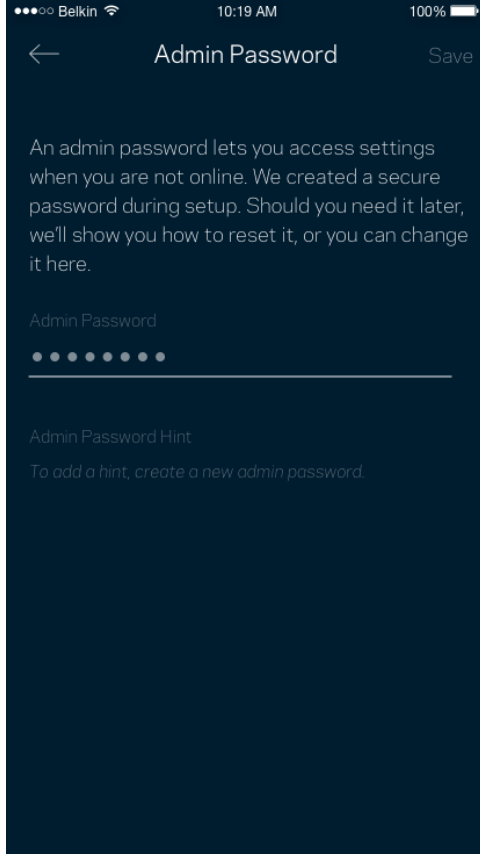 Belkin 10:19 AM 100%
Admin Password Save
An admin password lets you access settings
when you are not online. We created a secure
password during setup. Should you need it later,
we'll show you how to reset it, or you can change
it here.
Admin Password
••••••••
Admin Password Hint
To add a hint, create a new admin password.